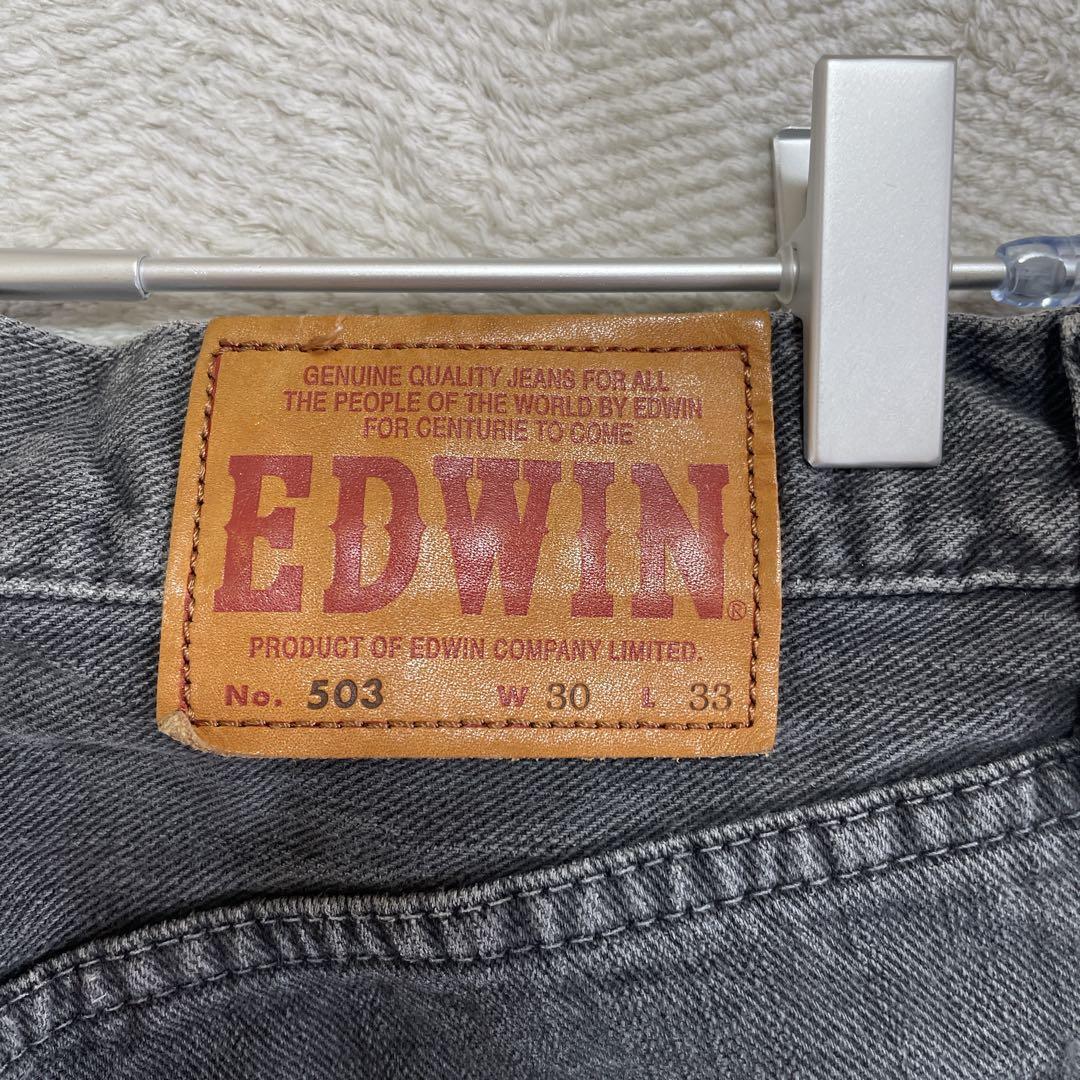 GENUINE QUALITY JEANS FOR ALL
THE PEOPLE OF THE WORLD BY EDWIN
FOR CENTURIE TO COME
EDWIN®
PRODUCT OF EDWIN COMPANY LIMITED.
No. 503 W 30 L 33